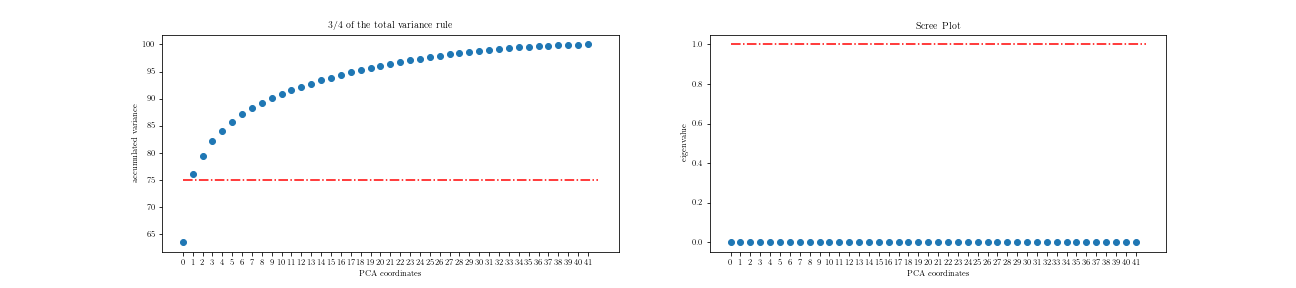 3/4 of the total variance rule
100
95
90
85
80
75
70
65
accumulated variance
0 1 2 3 4 5 6 7 8 9 10 11 12 13 14 15 16 17 18 19 20 21 22 23 24 25 26 27 28 29 30 31 32 33 34 35 36 37 38 39 40 41
PCA coordinates
Scree Plot
1.0
0.8
0.6
0.4
0.2
0.0
eigenvalue
0 1 2 3 4 5 6 7 8 9 10 11 12 13 14 15 16 17 18 19 20 21 22 23 24 25 26 27 28 29 30 31 32 33 34 35 36 37 38 39 40 41
PCA coordinates